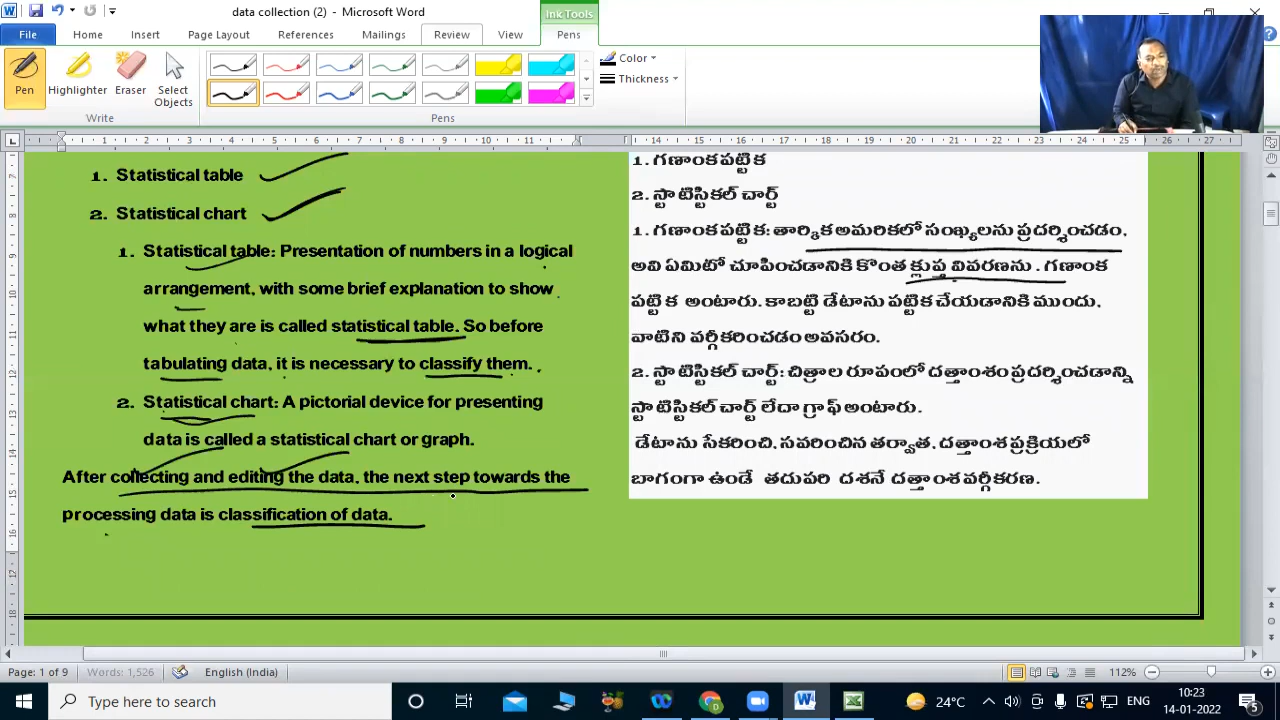 data collection (2) - Microsoft Word
Ink Tools
File
Home
Insert
Page Layout
References
Mailings
Review
View
Pens
Pen
Highlighter
Eraser
Select
Objects
Color
Thickness
Write
Pens
1. Statistical table
2. Statistical chart
1. Statistical table: Presentation of numbers in a logical
arrangement, with some brief explanation to show
what they are is called statistical table. So before
tabulating data, it is necessary to classify them.
2. Statistical chart: A pictorial device for presenting
data is called a statistical chart or graph.
After collecting and editing the data, the next step towards the
processing data is classification of data.
1. గణాంకపట్టిక
2. స్టాటిస్టికల్ చార్ట్
1. గణాంకపట్టిక: తార్కిక అమరికలో సంఖ్యలను ప్రదర్శించడం,
అవి ఏమిటో చూపించడానికి కొంత క్లుప్త వివరణను . గణాంక
పట్టిక అంటారు. కాబట్టి డేటాను పట్టిక చేయడానికి ముందు,
వాటిని వర్గీకరించడం అవసరం.
2. స్టాటిస్టికల్ చార్ట్: చిత్రాల రూపంలో దత్తాంశం ప్రదర్శించడాన్ని
స్టాటిస్టికల్ చార్ట్ లేదా గ్రాఫ్ అంటారు.
డేటాను సేకరించి, సవరించిన తర్వాత, దత్తాంశ ప్రక్రియలో
బాగంగా ఉండే తదుపరి దశనే దత్తాంశ వర్గీకరణ.
Page: 1 of 9
Words: 1,526
English (India)
112%
Type here to search
24°C
ENG
10:23
14-01-2022